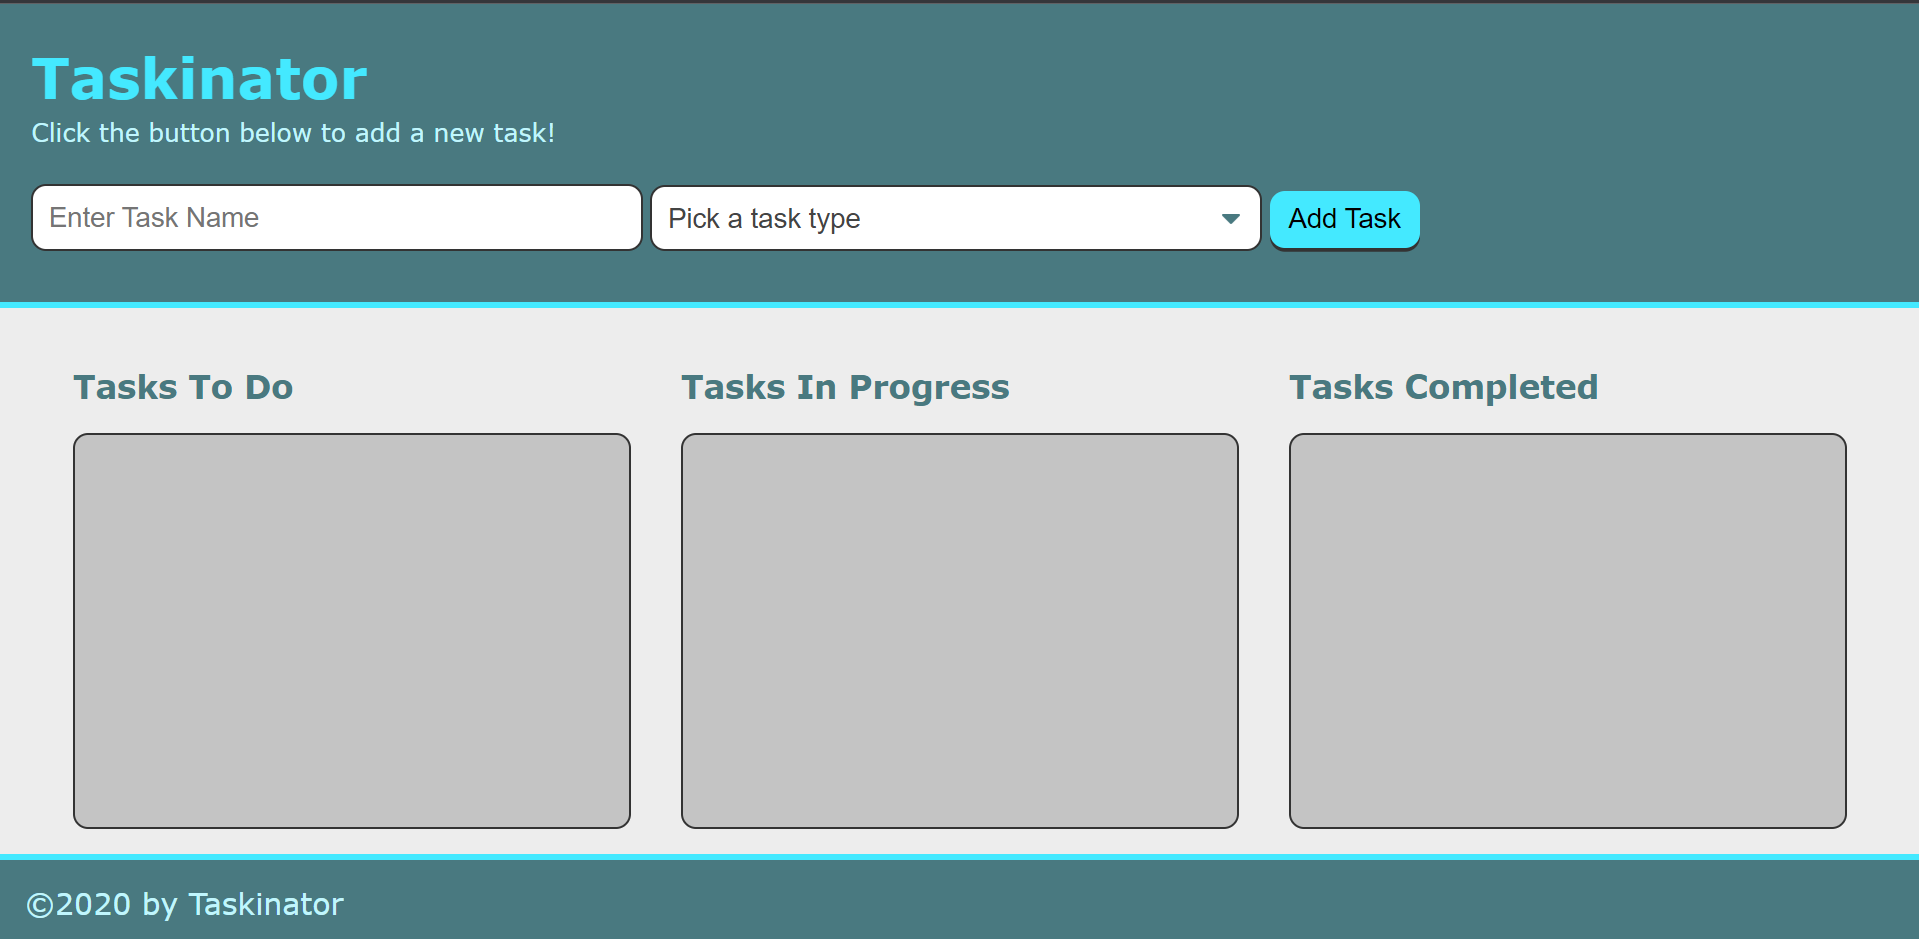 Taskinator
Click the button below to add a new task!
Enter Task Name
Pick a task type
Add Task
Tasks To Do
Tasks In Progress
Tasks Completed
©2020 by Taskinator